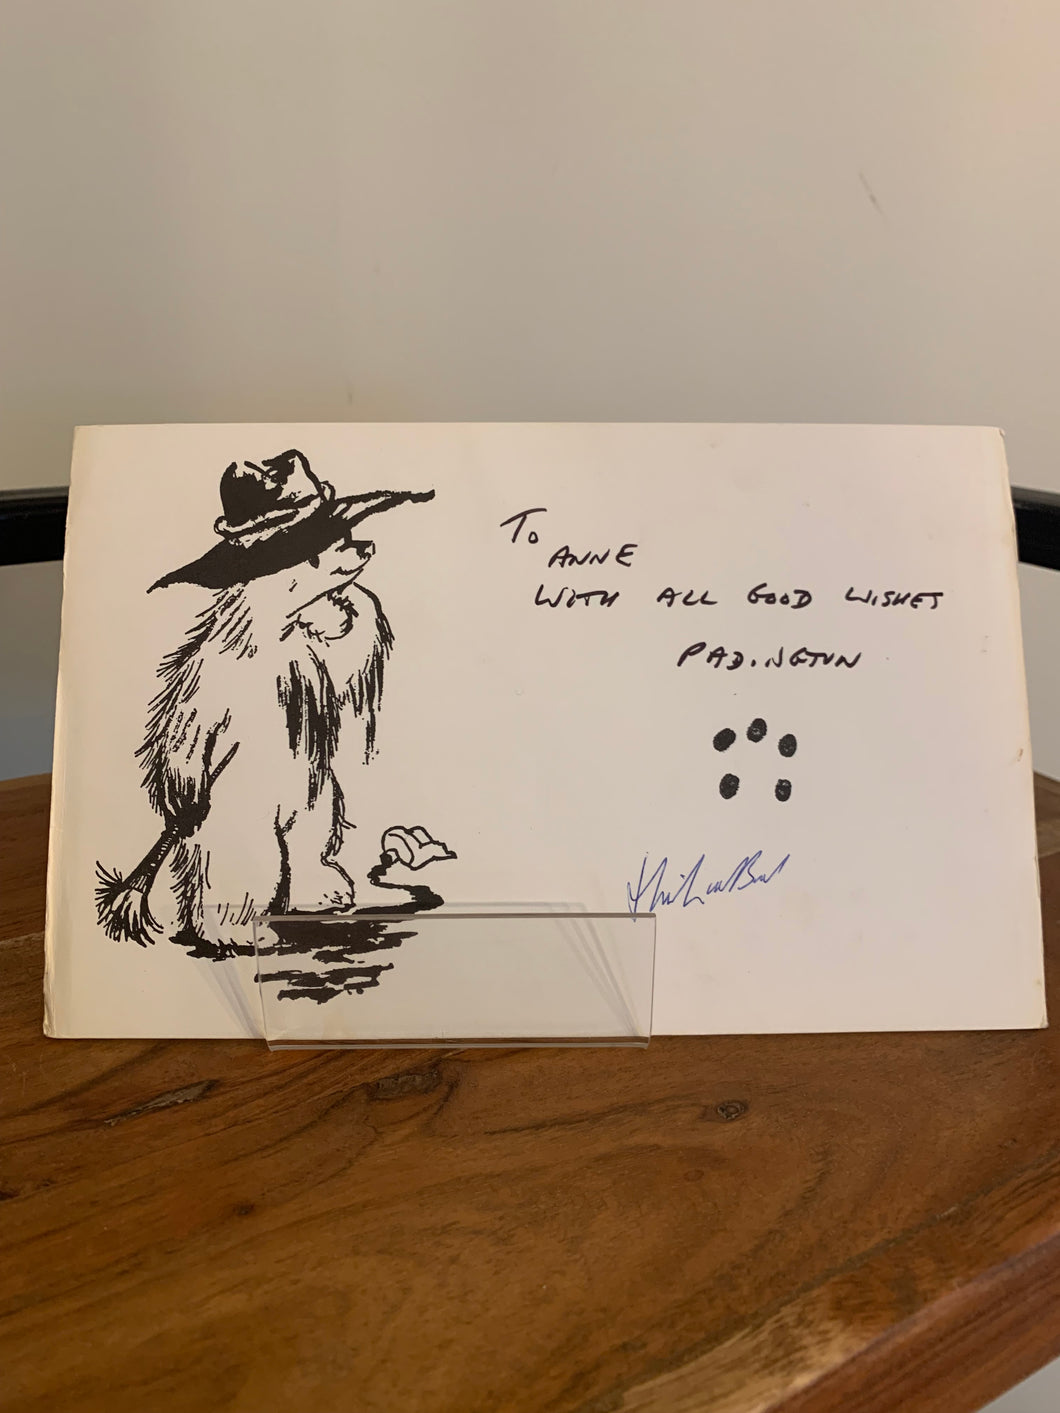 To
ANNE
WITH ALL GOOD WISHES
PADINGTUN